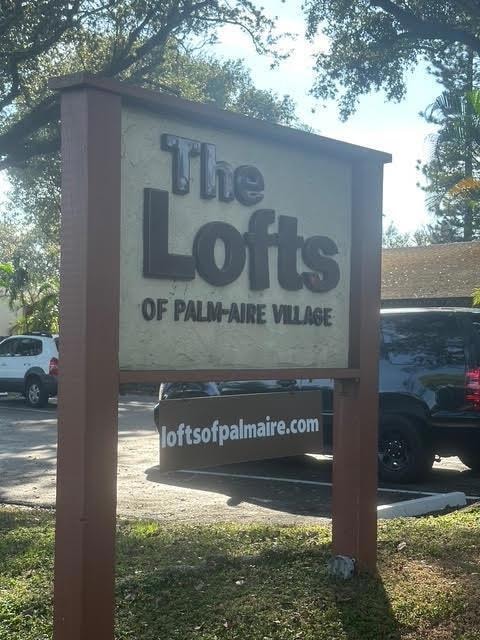 The
Lofts
OF PALM-AIRE VILLAGE
loftsofpalmaire.com